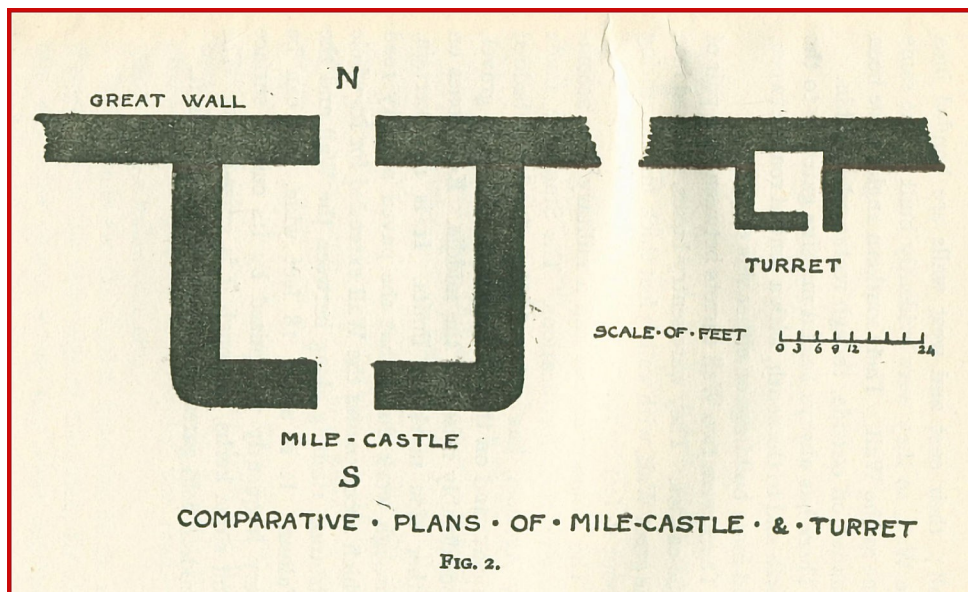 N
GREAT WALL
TURRET
SCALE·OF·FEET
0 3 6 9 12 24
MILE-CASTLE
S
COMPARATIVE · PLANS · OF · MILE-CASTLE · & · TURRET
FIG. 2.